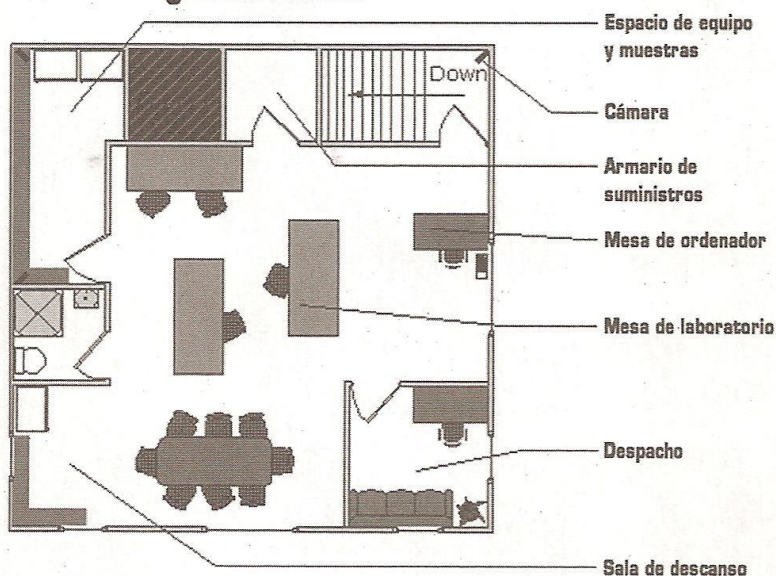 Espacio de equipo
y muestras
Down
Cámara
Armario de
suministros
Mesa de ordenador
Mesa de laboratorio
Despacho
Sala de descanso